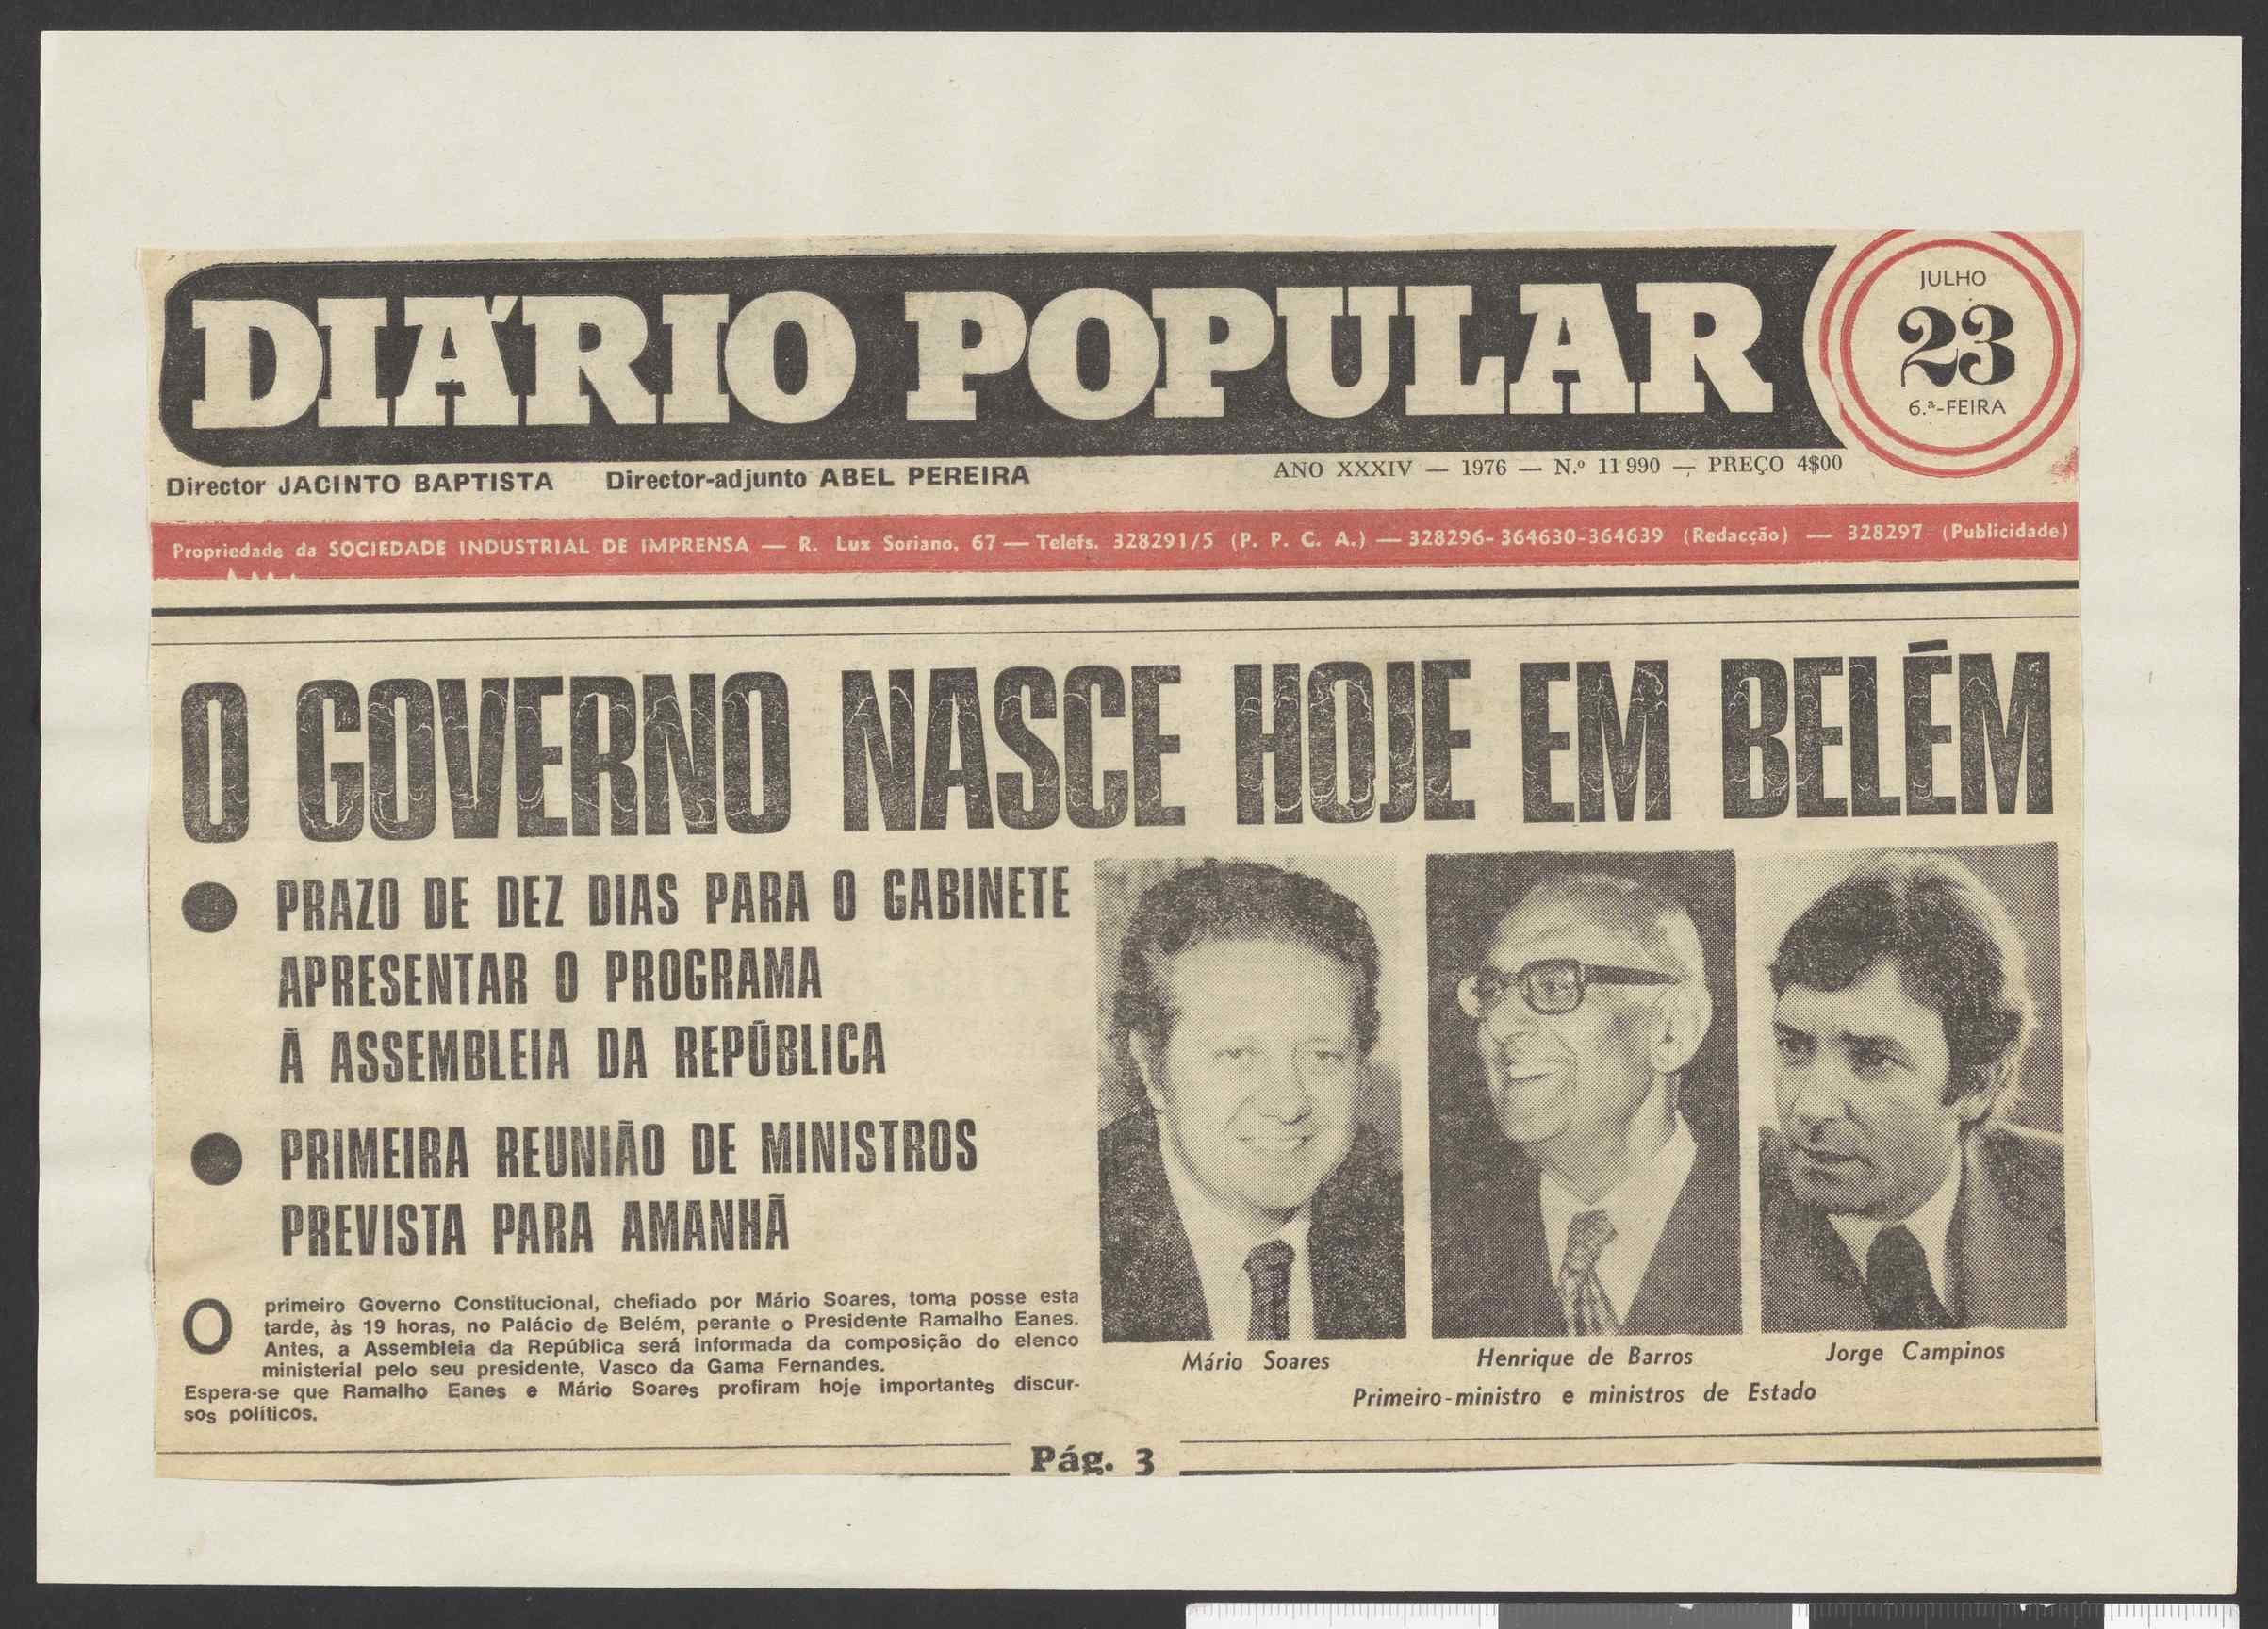 DIÁRIO POPULAR
JULHO
23
6.ª-FEIRA
Director JACINTO BAPTISTA Director-adjunto ABEL PEREIRA
ANO XXXIV — 1976 — N.º 11 990 — PREÇO 4$00
Propriedade da SOCIEDADE INDUSTRIAL DE IMPRENSA — R. Luz Soriano, 67 — Telefs. 328291/5 (P. P. C. A.) — 328296-364630-364639 (Redacção) — 328297 (Publicidade)
O GOVERNO NASCE HOJE EM BELÉM
● PRAZO DE DEZ DIAS PARA O GABINETE
APRESENTAR O PROGRAMA
À ASSEMBLEIA DA REPÚBLICA
● PRIMEIRA REUNIÃO DE MINISTROS
PREVISTA PARA AMANHÃ
O primeiro Governo Constitucional, chefiado por Mário Soares, toma posse esta
tarde, às 19 horas, no Palácio de Belém, perante o Presidente Ramalho Eanes.
Antes, a Assembleia da República será informada da composição do elenco
ministerial pelo seu presidente, Vasco da Gama Fernandes.
Espera-se que Ramalho Eanes e Mário Soares profiram hoje importantes discur-
sos políticos.
Mário Soares
Henrique de Barros
Jorge Campinos
Primeiro-ministro e ministros de Estado
Pág. 3